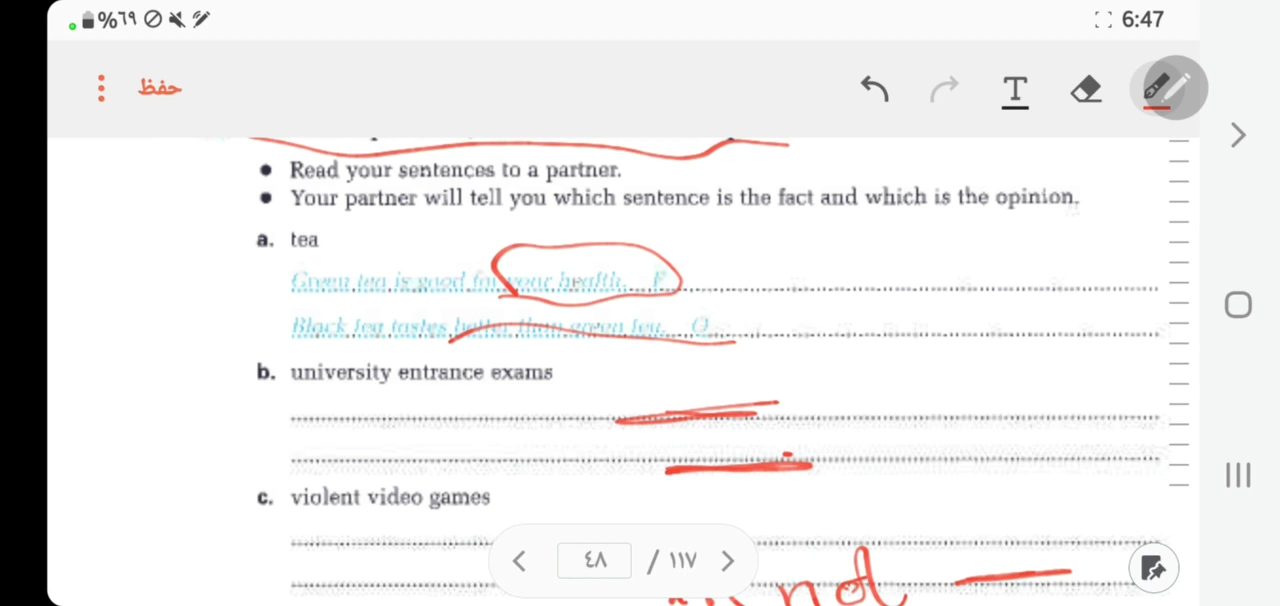 %٦٩ 6:47
حفظ T
• Read your sentences to a partner.
• Your partner will tell you which sentence is the fact and which is the opinion.
a. tea
Green tea is good for your health. F
Black tea tastes better than green tea. O
b. university entrance exams
c. violent video games
٤٨ / ١١٧
not